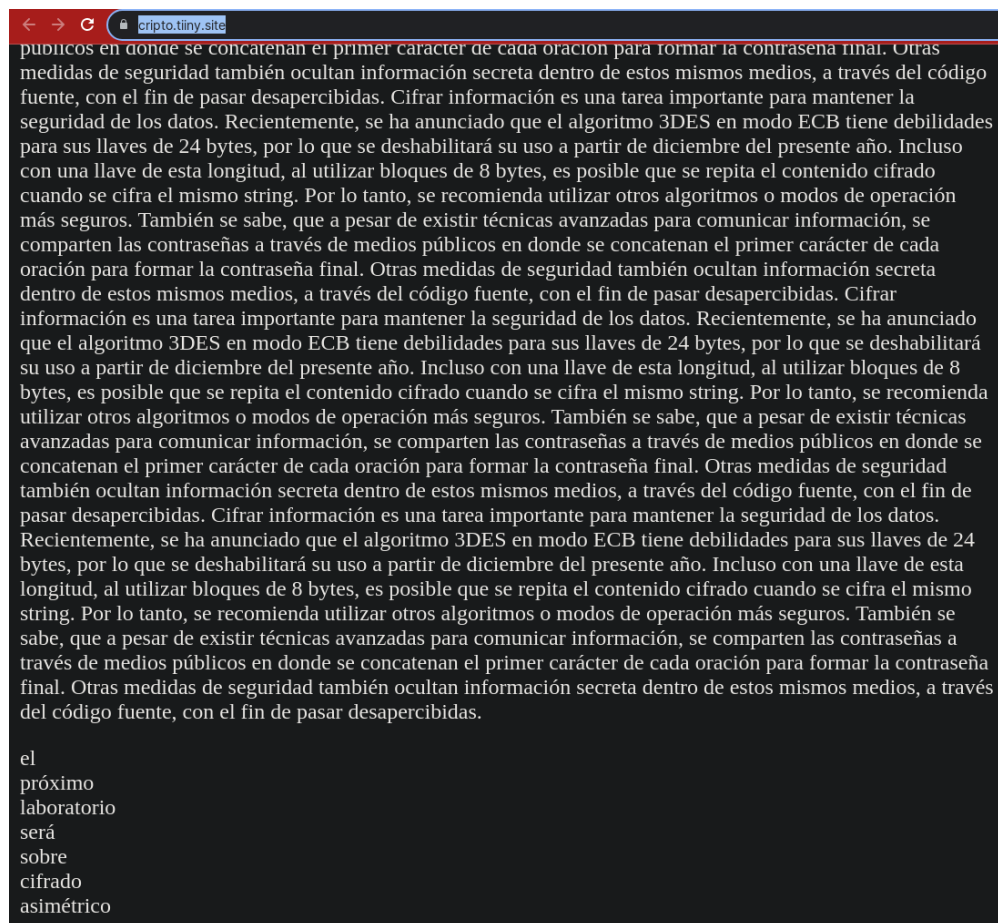 cripto.tiiny.site
públicos en donde se concatenan el primer carácter de cada oración para formar la contraseña final. Otras
medidas de seguridad también ocultan información secreta dentro de estos mismos medios, a través del código
fuente, con el fin de pasar desapercibidas. Cifrar información es una tarea importante para mantener la
seguridad de los datos. Recientemente, se ha anunciado que el algoritmo 3DES en modo ECB tiene debilidades
para sus llaves de 24 bytes, por lo que se deshabilitará su uso a partir de diciembre del presente año. Incluso
con una llave de esta longitud, al utilizar bloques de 8 bytes, es posible que se repita el contenido cifrado
cuando se cifra el mismo string. Por lo tanto, se recomienda utilizar otros algoritmos o modos de operación
más seguros. También se sabe, que a pesar de existir técnicas avanzadas para comunicar información, se
comparten las contraseñas a través de medios públicos en donde se concatenan el primer carácter de cada
oración para formar la contraseña final. Otras medidas de seguridad también ocultan información secreta
dentro de estos mismos medios, a través del código fuente, con el fin de pasar desapercibidas. Cifrar
información es una tarea importante para mantener la seguridad de los datos. Recientemente, se ha anunciado
que el algoritmo 3DES en modo ECB tiene debilidades para sus llaves de 24 bytes, por lo que se deshabilitará
su uso a partir de diciembre del presente año. Incluso con una llave de esta longitud, al utilizar bloques de 8
bytes, es posible que se repita el contenido cifrado cuando se cifra el mismo string. Por lo tanto, se recomienda
utilizar otros algoritmos o modos de operación más seguros. También se sabe, que a pesar de existir técnicas
avanzadas para comunicar información, se comparten las contraseñas a través de medios públicos en donde se
concatenan el primer carácter de cada oración para formar la contraseña final. Otras medidas de seguridad
también ocultan información secreta dentro de estos mismos medios, a través del código fuente, con el fin de
pasar desapercibidas. Cifrar información es una tarea importante para mantener la seguridad de los datos.
Recientemente, se ha anunciado que el algoritmo 3DES en modo ECB tiene debilidades para sus llaves de 24
bytes, por lo que se deshabilitará su uso a partir de diciembre del presente año. Incluso con una llave de esta
longitud, al utilizar bloques de 8 bytes, es posible que se repita el contenido cifrado cuando se cifra el mismo
string. Por lo tanto, se recomienda utilizar otros algoritmos o modos de operación más seguros. También se
sabe, que a pesar de existir técnicas avanzadas para comunicar información, se comparten las contraseñas a
través de medios públicos en donde se concatenan el primer carácter de cada oración para formar la contraseña
final. Otras medidas de seguridad también ocultan información secreta dentro de estos mismos medios, a través
del código fuente, con el fin de pasar desapercibidas.
el
próximo
laboratorio
será
sobre
cifrado
asimétrico